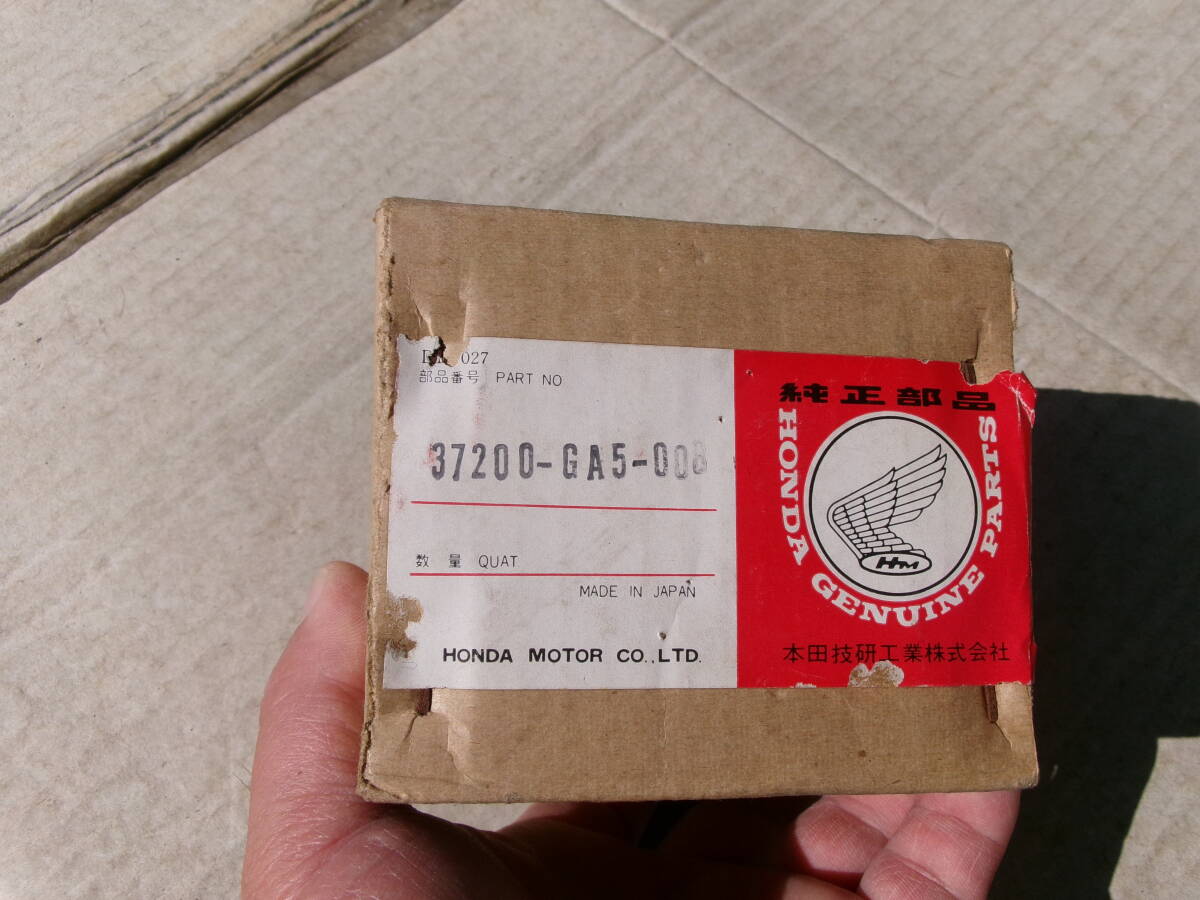 027
部品番号 PART NO
37200-GA5-008
数量 QUAT
MADE IN JAPAN
HONDA MOTOR CO.,LTD.
純正部品
HONDA GENUINE PARTS
HM
本田技研工業株式会社